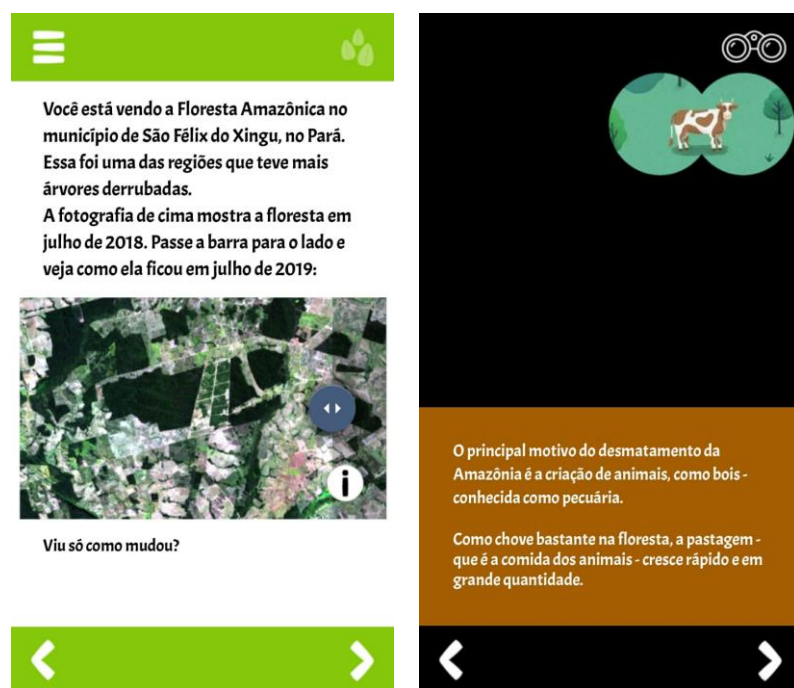 Você está vendo a Floresta Amazônica no
município de São Félix do Xingu, no Pará.
Essa foi uma das regiões que teve mais
árvores derrubadas.
A fotografia de cima mostra a floresta em
julho de 2018. Passe a barra para o lado e
veja como ela ficou em julho de 2019:
i
Viu só como mudou?
O principal motivo do desmatamento da
Amazônia é a criação de animais, como bois -
conhecida como pecuária.
Como chove bastante na floresta, a pastagem -
que é a comida dos animais - cresce rápido e em
grande quantidade.